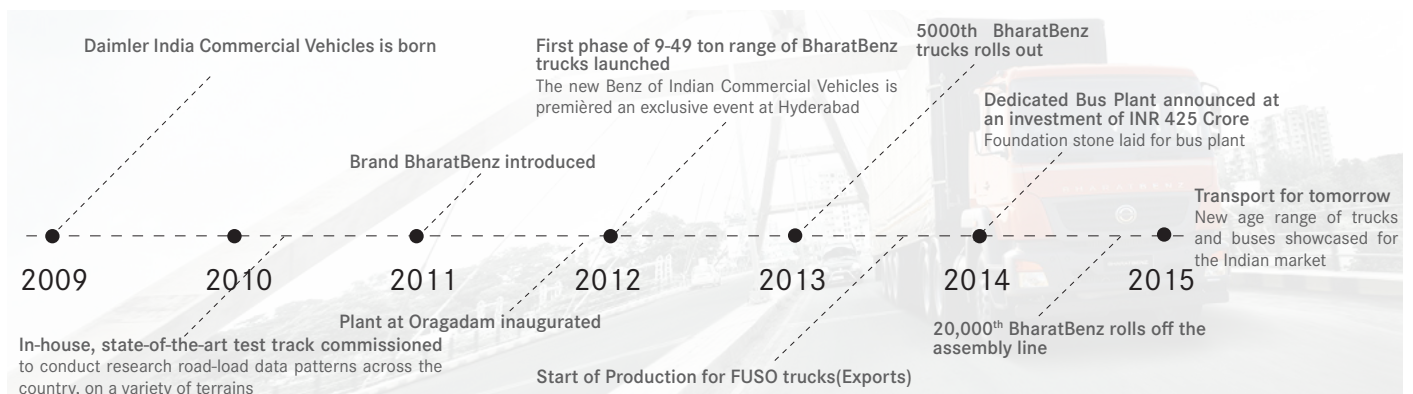 Daimler India Commercial Vehicles is born
First phase of 9-49 ton range of BharatBenz
trucks launched
The new Benz of Indian Commercial Vehicles is
premièred an exclusive event at Hyderabad
5000th BharatBenz
trucks rolls out
Dedicated Bus Plant announced at
an investment of INR 425 Crore
Foundation stone laid for bus plant
Brand BharatBenz introduced
Transport for tomorrow
New age range of trucks
and buses showcased for
the Indian market
2009
2010
2011
2012
2013
2014
2015
In-house, state-of-the-art test track commissioned
to conduct research road-load data patterns across the
country, on a variety of terrains
Plant at Oragadam inaugurated
Start of Production for FUSO trucks(Exports)
20,000th BharatBenz rolls off the
assembly line